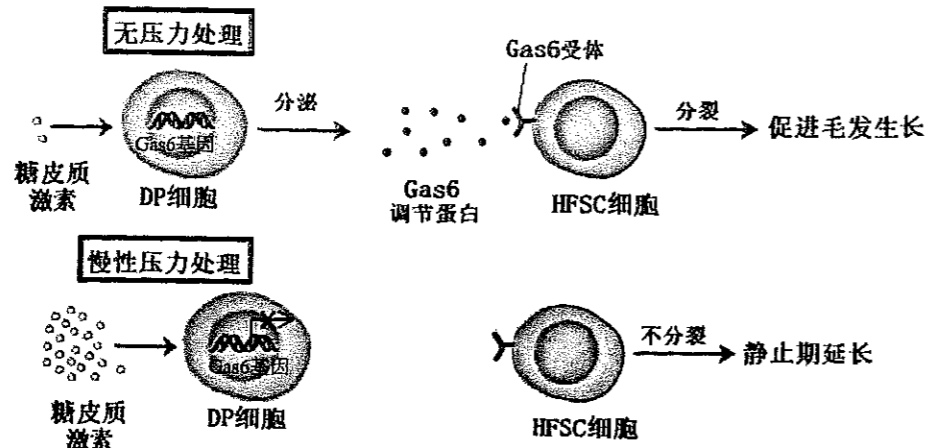 无压力处理
Gas6受体
分泌
分裂
促进毛发生长
Gas6基因
糖皮质
激素
DP细胞
Gas6
调节蛋白
HFSC细胞
慢性压力处理
不分裂
静止期延长
Gas6基因
糖皮质
激素
DP细胞
HFSC细胞